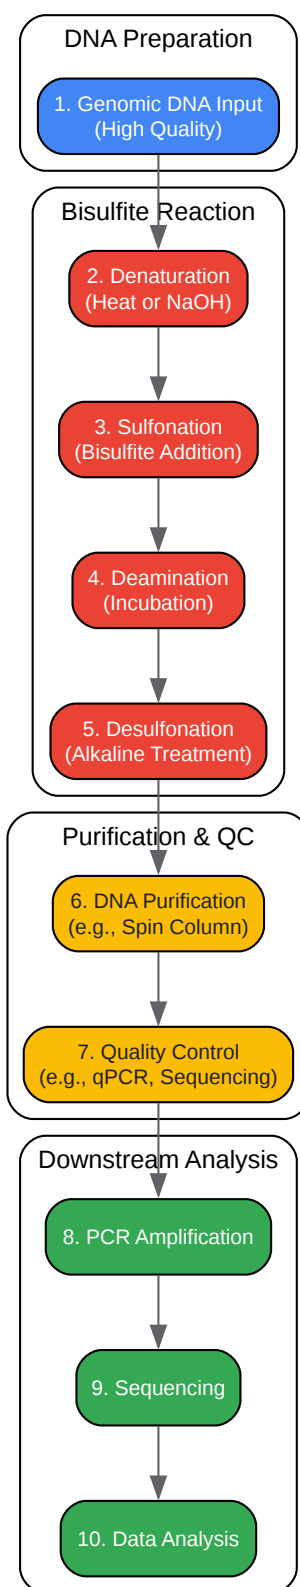 DNA Preparation
1. Genomic DNA Input
(High Quality)
Bisulfite Reaction
2. Denaturation
(Heat or NaOH)
3. Sulfonation
(Bisulfite Addition)
4. Deamination
(Incubation)
5. Desulfonation
(Alkaline Treatment)
Purification & QC
6. DNA Purification
(e.g., Spin Column)
7. Quality Control
(e.g., qPCR, Sequencing)
Downstream Analysis
8. PCR Amplification
9. Sequencing
10. Data Analysis